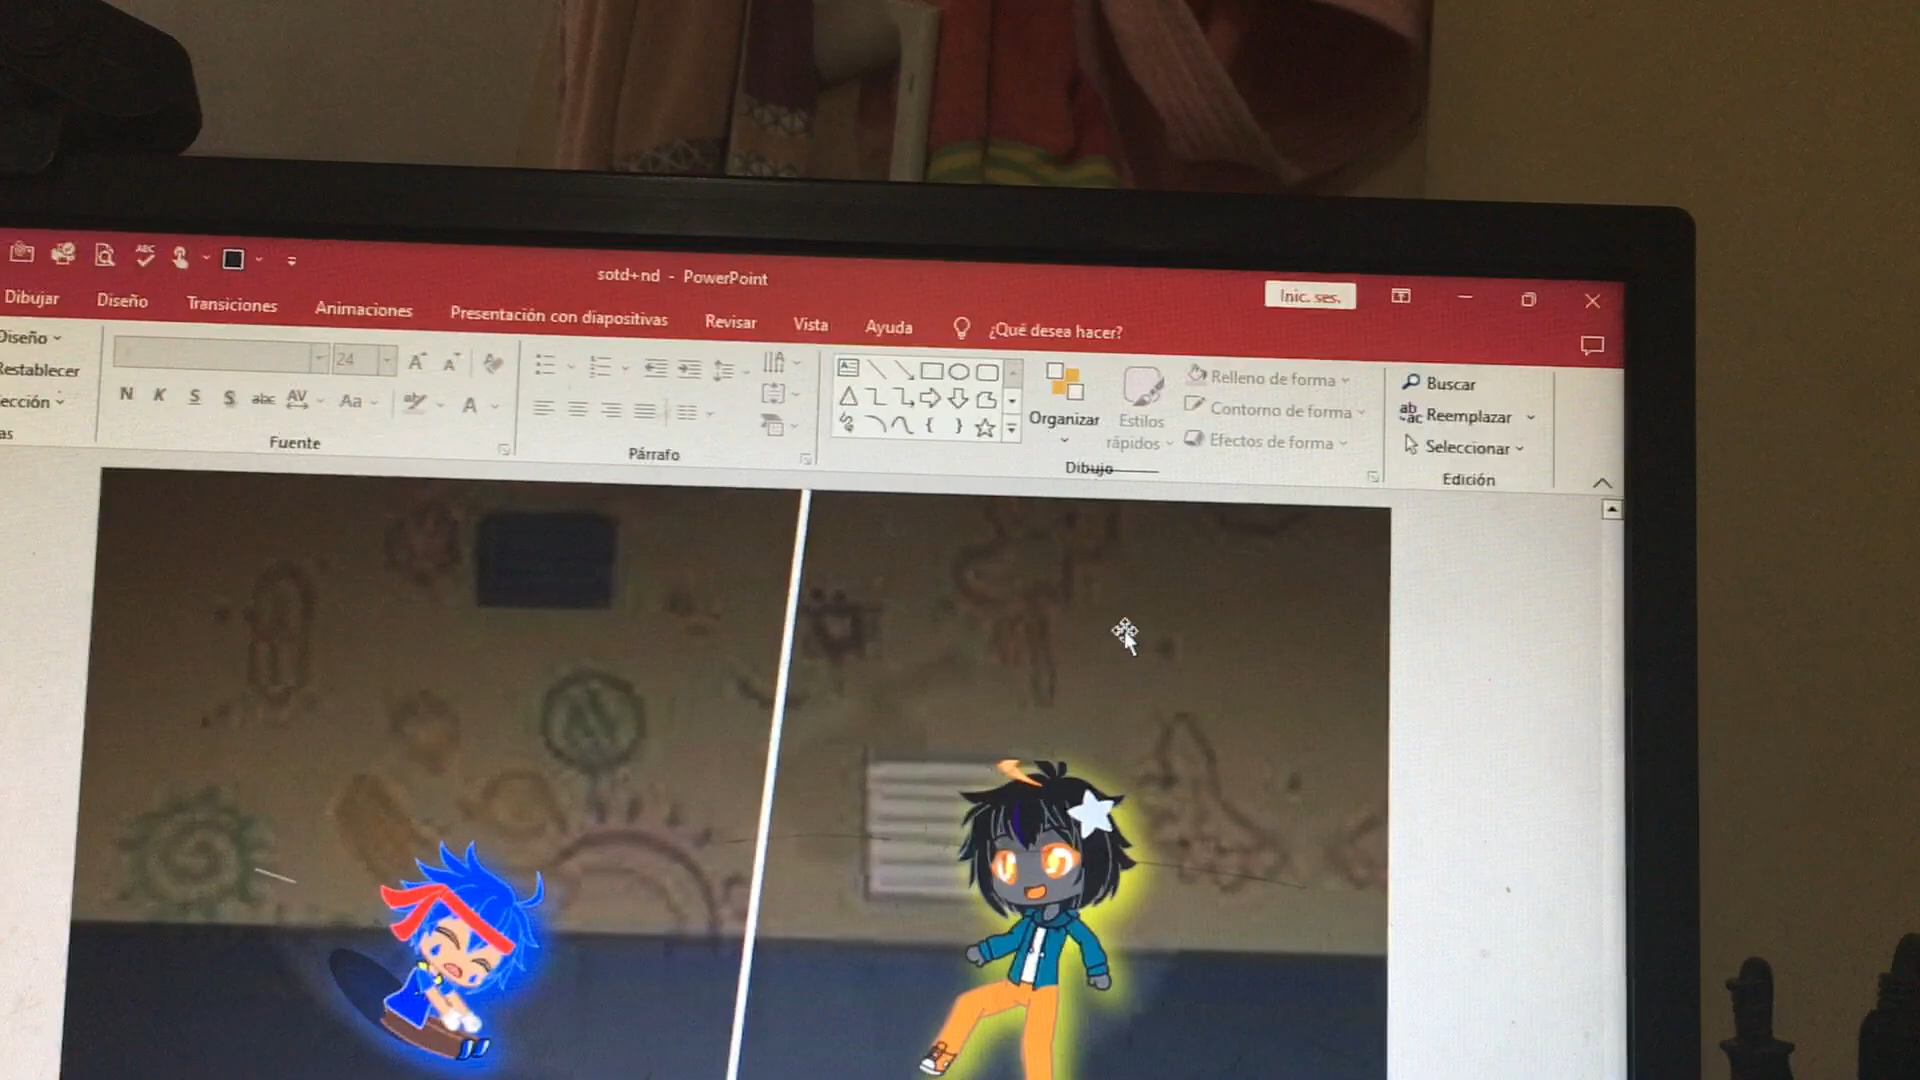 sotd+nd - PowerPoint
Inic. ses.
Dibujar Diseño Transiciones Animaciones Presentación con diapositivas Revisar Vista Ayuda ¿Qué desea hacer?
Diseño
Restablecer
ección
as
24
N K S S abc AV Aa A
Fuente
Párrafo
Organizar
Estilos
rápidos
Relleno de forma
Contorno de forma
Efectos de forma
Dibujo
Buscar
Reemplazar
Seleccionar
Edición